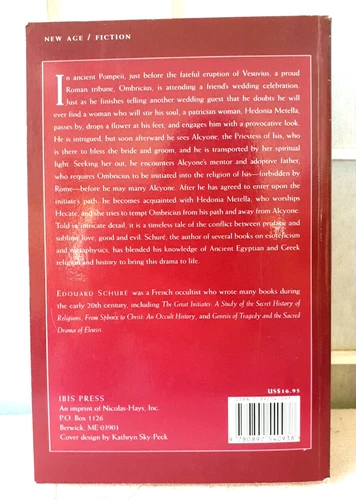 NEW AGE / FICTION
In ancient Pompeii, just before the fateful eruption of Vesuvius, a proud
Roman tribune, Ombricius, is attending a friend's wedding celebration.
Just as he finishes telling another wedding guest that he doubts he will
ever find a woman who will stir his soul, a patrician woman, Hedonia Metella,
passes by, drops a flower at his feet, and engages him with a provocative look.
He is intrigued, but soon afterward he sees Alcyone, the Priestess of Isis, who
is there to bless the bride and groom, and he is transported by her spiritual
light. Seeking her out, he encounters Alcyone's mentor and adoptive father,
who requires Ombricius to be initiated into the religion of Isis—forbidden by
Rome—before he may marry Alcyone. After he has agreed to enter upon the
initiate's path, he becomes acquainted with Hedonia Metella, who worships
Hecate, and she tries to tempt Ombricius from his path and away from Alcyone.
Told in intricate detail, it is a timeless tale of the conflict between profane and
sublime love, good and evil. Schuré, the author of several books on esotericism
and metaphysics, has blended his knowledge of Ancient Egyptian and Greek
religion and history to bring this drama to life.
EDOUARD SCHURÉ was a French occultist who wrote many books during
the early 20th century, including The Great Initiates: A Study of the Secret History of
Religions, From Sphinx to Christ: An Occult History, and Genesis of Tragedy and the Sacred
Drama of Eleusis.
US$16.95
IBIS PRESS
An imprint of Nicolas-Hays, Inc.
P.O. Box 1126
Berwick, ME 03901
Cover design by Kathryn Sky-Peck
9 780892 540938